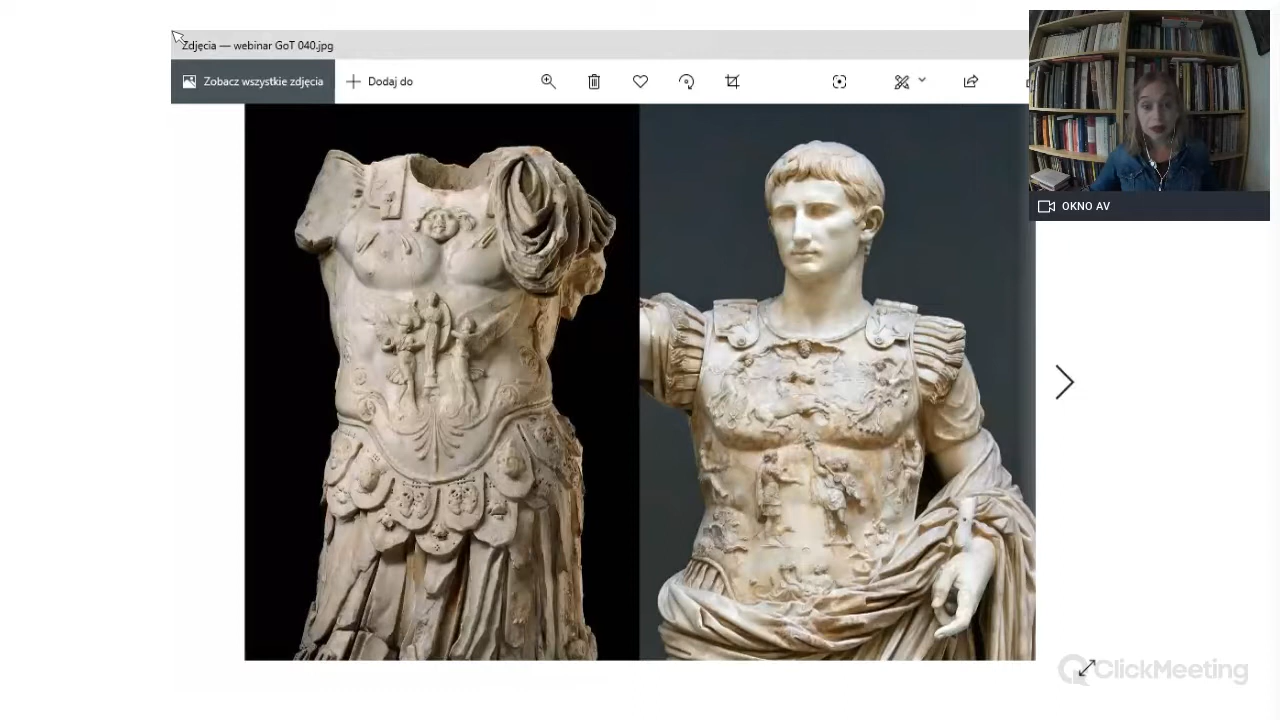 Zdjęcia — webinar GoT 040.jpg
Zobacz wszystkie zdjęcia
Dodaj do
OKNO AV
ClickMeeting